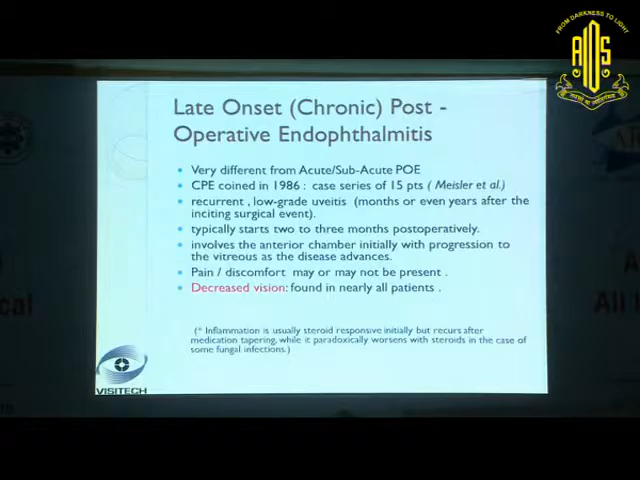 FROM DARKNESS TO LIGHT
AIOS
Late Onset (Chronic) Post -
Operative Endophthalmitis
• Very different from Acute/Sub-Acute POE
• CPE coined in 1986 : case series of 15 pts ( Meisler et al.)
• recurrent , low-grade uveitis (months or even years after the
inciting surgical event).
• typically starts two to three months postoperatively.
• involves the anterior chamber initially with progression to
the vitreous as the disease advances.
• Pain / discomfort may or may not be present .
• Decreased vision: found in nearly all patients .
(* Inflammation is usually steroid responsive initially but recurs after
medication tapering, while it paradoxically worsens with steroids in the case of
some fungal infections.)
VISITECH
cal
A
All I